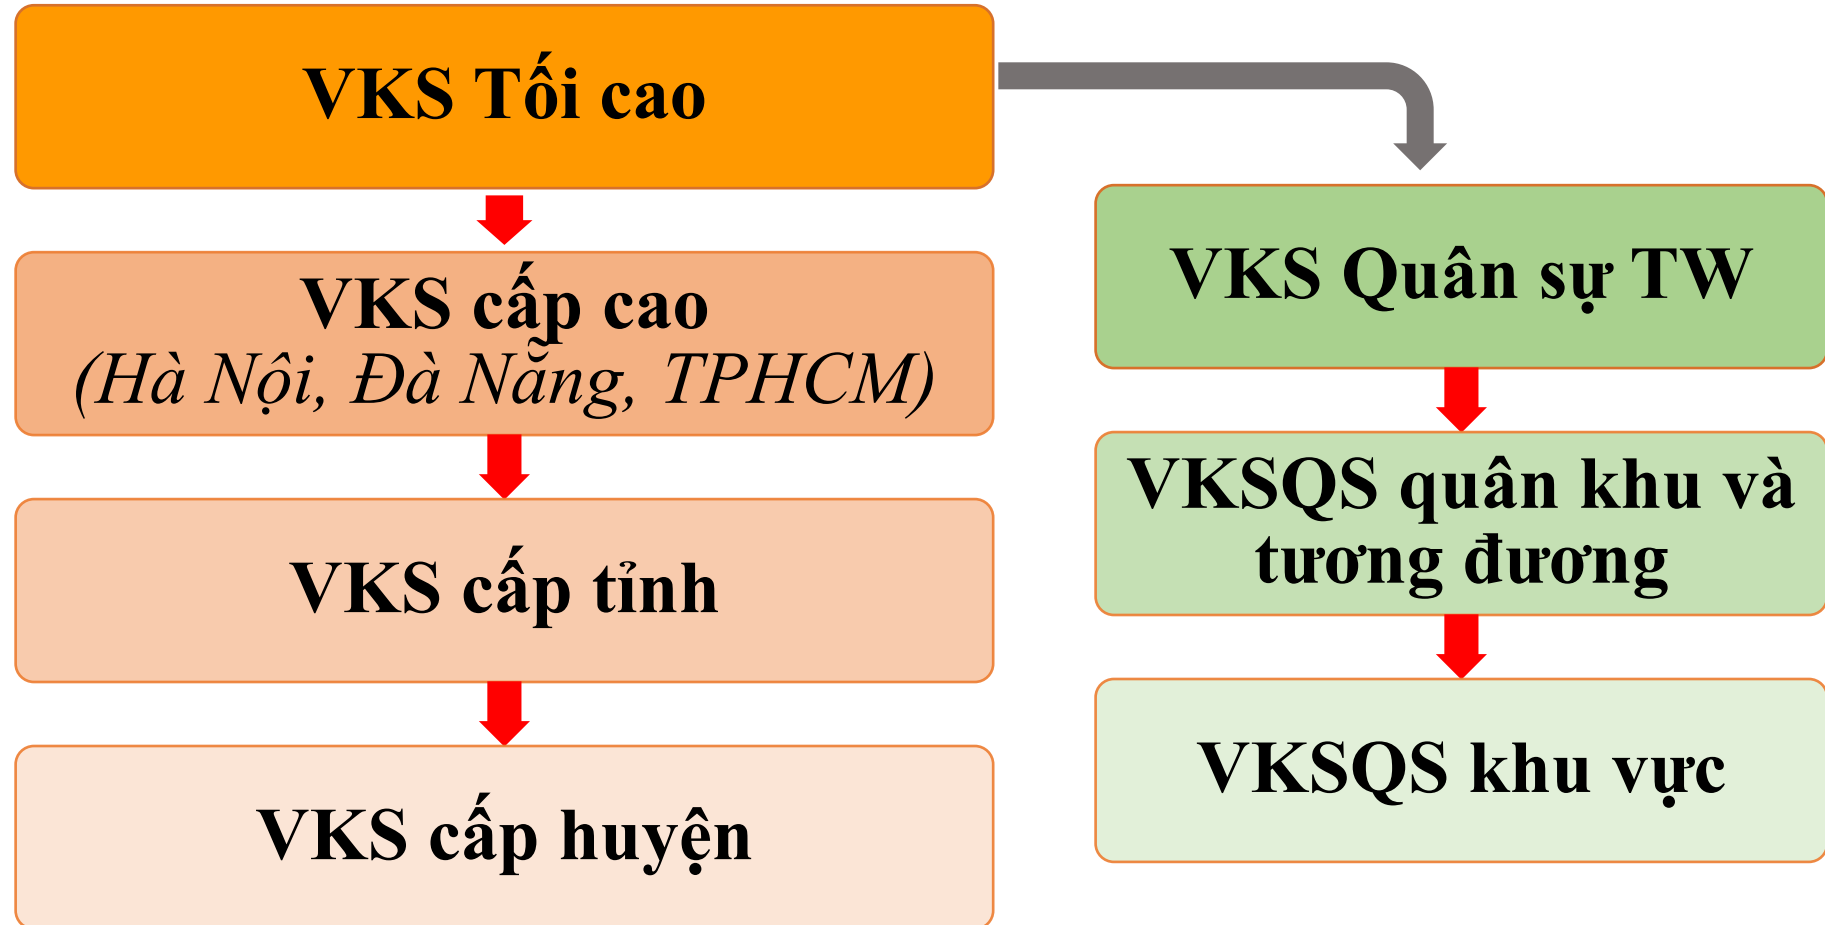 VKS Tối cao
VKS cấp cao
(Hà Nội, Đà Nẵng, TPHCM)
VKS cấp tỉnh
VKS cấp huyện
VKS Quân sự TW
VKSQS quân khu và
tương đương
VKSQS khu vực